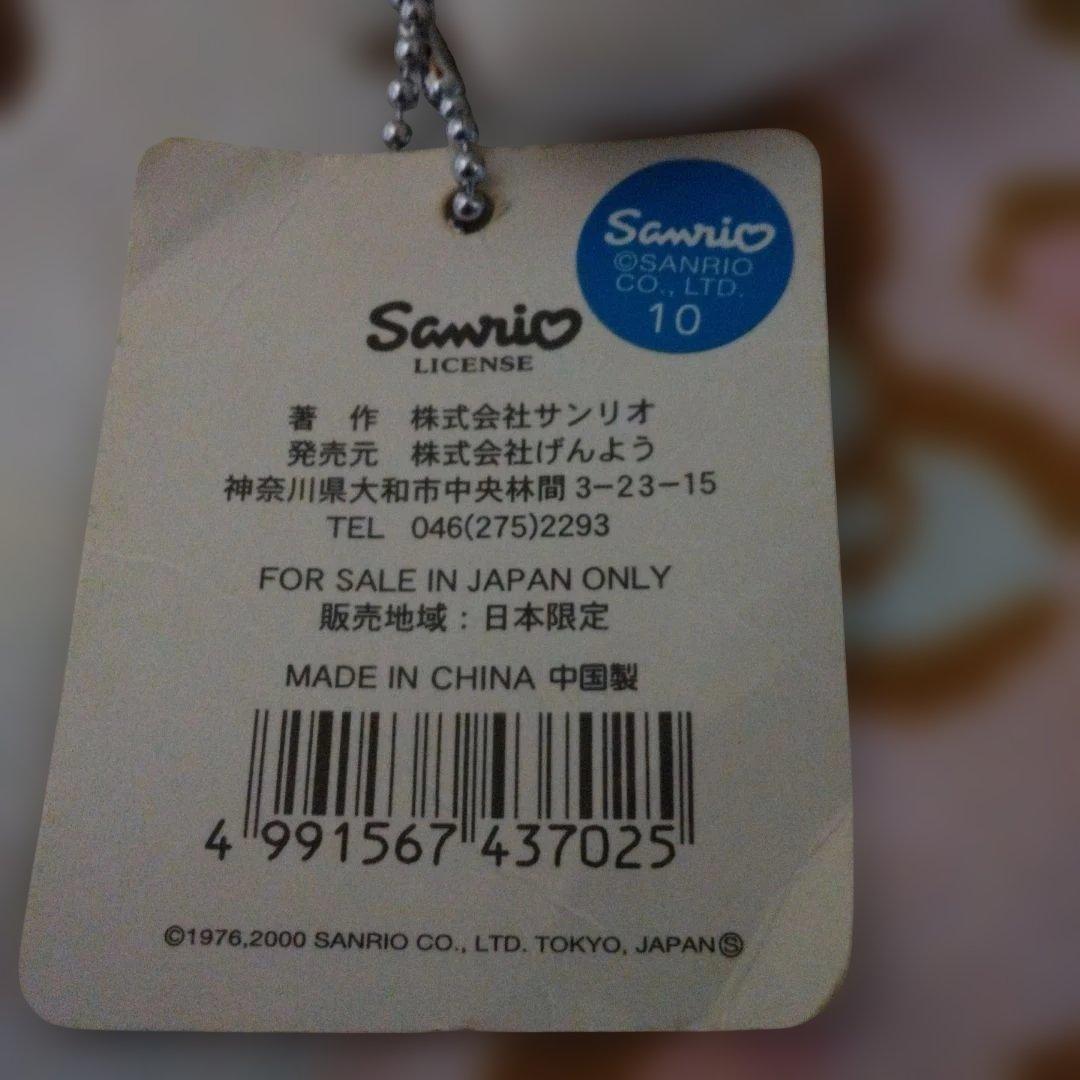 Sanrio
©SANRIO
CO., LTD.
10
Sanrio
LICENSE
著 作 株式会社サンリオ
発売元 株式会社げんよう
神奈川県大和市中央林間3-23-15
TEL 046(275)2293
FOR SALE IN JAPAN ONLY
販売地域:日本限定
MADE IN CHINA 中国製
4 991567 437025
©1976,2000 SANRIO CO., LTD. TOKYO, JAPANⓈ